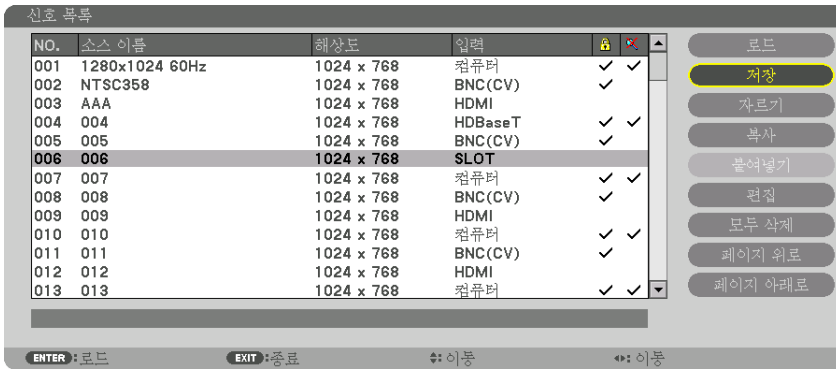 신호 목록
NO. 소스 이름 해상도 입력
001 1280x1024 60Hz 1024 x 768 컴퓨터 ✓ ✓
002 NTSC358 1024 x 768 BNC(CV) ✓
003 AAA 1024 x 768 HDMI
004 004 1024 x 768 HDBaseT ✓ ✓
005 005 1024 x 768 BNC(CV) ✓
006 006 1024 x 768 SLOT
007 007 1024 x 768 컴퓨터 ✓ ✓
008 008 1024 x 768 BNC(CV) ✓
009 009 1024 x 768 HDMI
010 010 1024 x 768 컴퓨터 ✓ ✓
011 011 1024 x 768 BNC(CV) ✓
012 012 1024 x 768 HDMI
013 013 1024 x 768 컴퓨터 ✓ ✓
로드
저장
자르기
복사
붙여넣기
편집
모두 삭제
페이지 위로
페이지 아래로
ENTER:로드 EXIT:종료 이동 이동